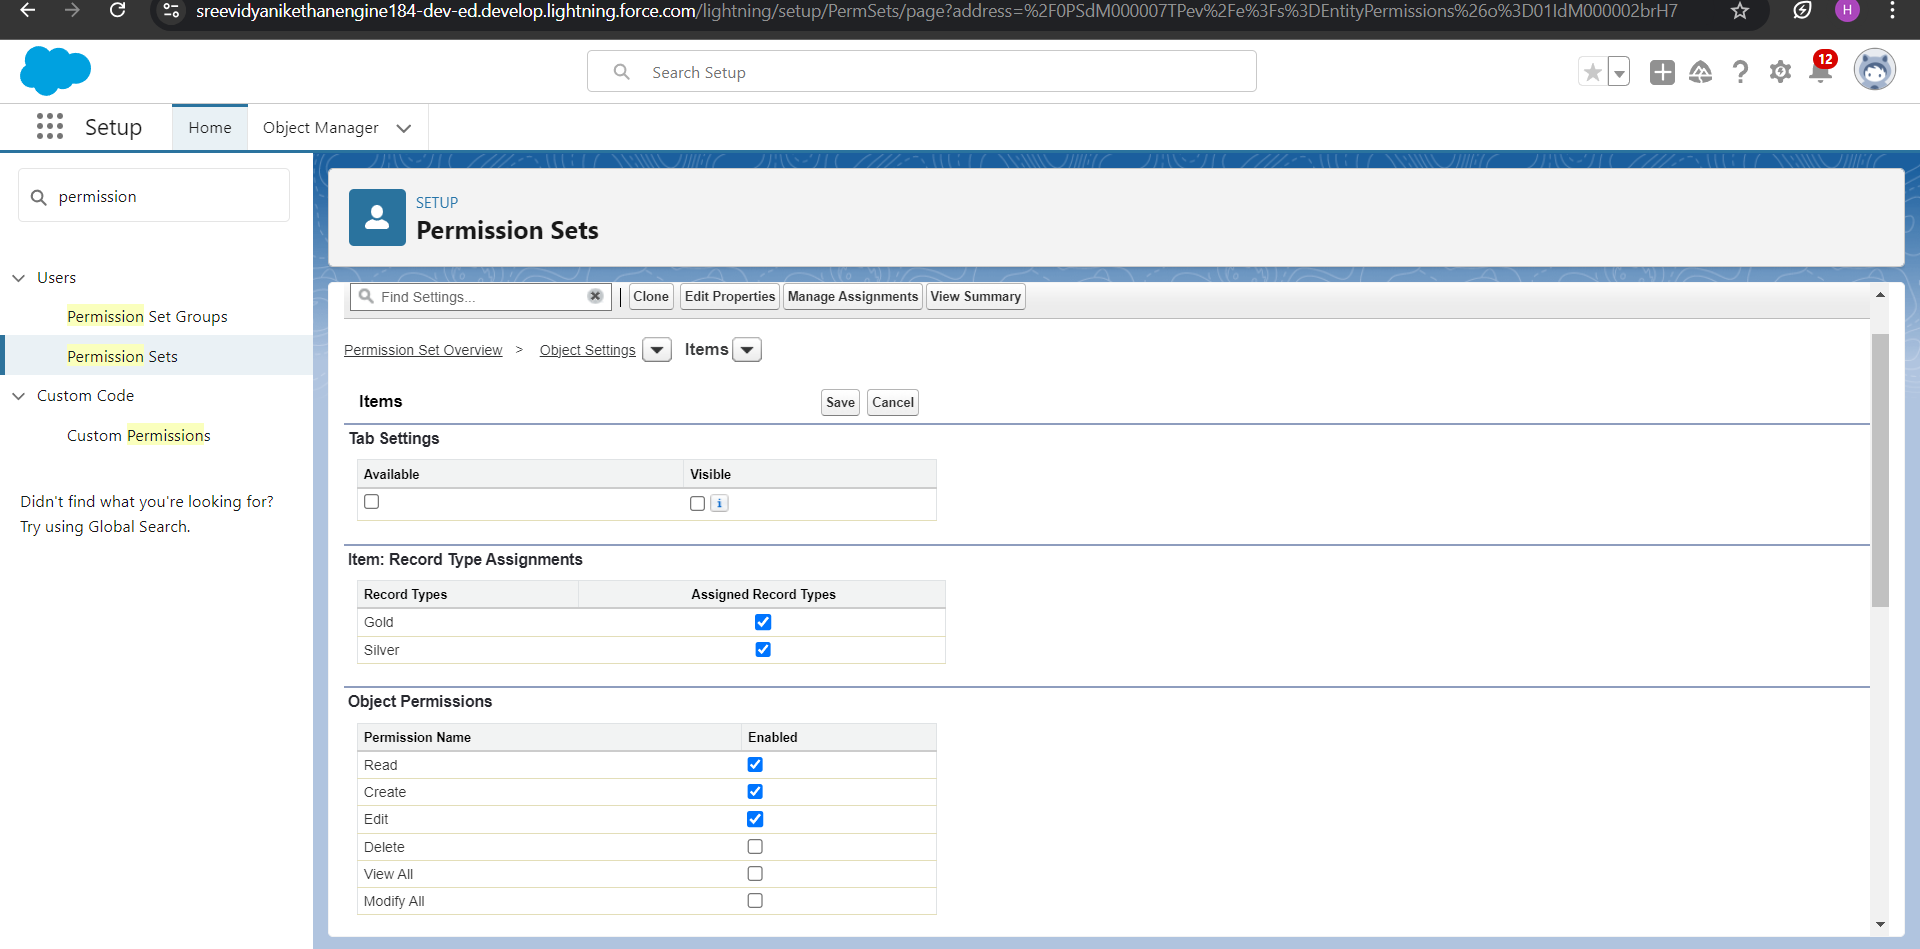 sreevidyanikethanengine184-dev-ed.develop.lightning.force.com/lightning/setup/PermSets/page?address=%2F0PSdM000007TPev%2Fe%3Fs%3DEntityPermissions%26o%3D01IdM000002brH7
H
Search Setup
12
Setup
Home
Object Manager
permission
Users
Permission Set Groups
Permission Sets
Custom Code
Custom Permissions
Didn't find what you're looking for?
Try using Global Search.
SETUP
Permission Sets
Find Settings...
Clone
Edit Properties
Manage Assignments
View Summary
Permission Set Overview > Object Settings Items
Items
Save
Cancel
Tab Settings
Available Visible
i
Item: Record Type Assignments
Record Types Assigned Record Types
Gold
Silver
Object Permissions
Permission Name Enabled
Read
Create
Edit
Delete
View All
Modify All